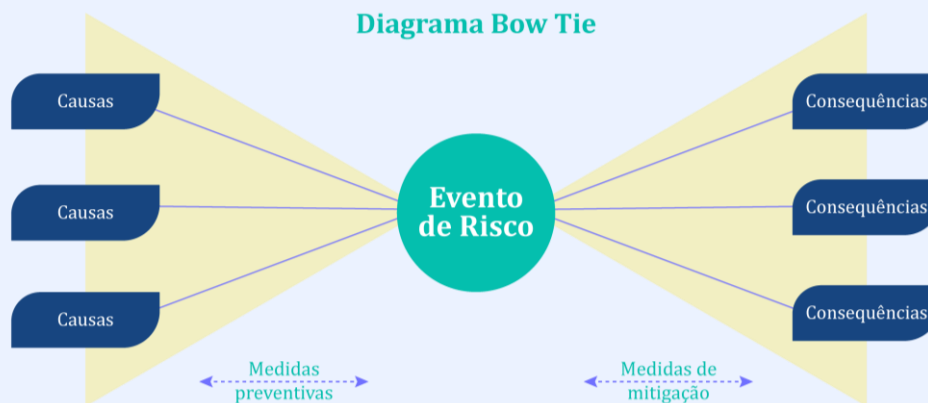 Diagrama Bow Tie
Causas
Consequências
Causas
Evento
de Risco
Consequências
Causas
Consequências
Medidas
preventivas
Medidas de
mitigação